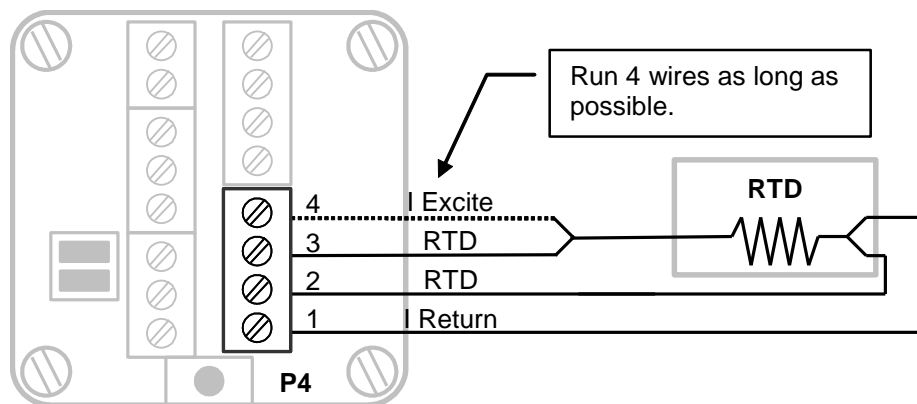 Run 4 wires as long as
possible.
RTD
4 I Excite
3 RTD
2 RTD
1 I Return
P4